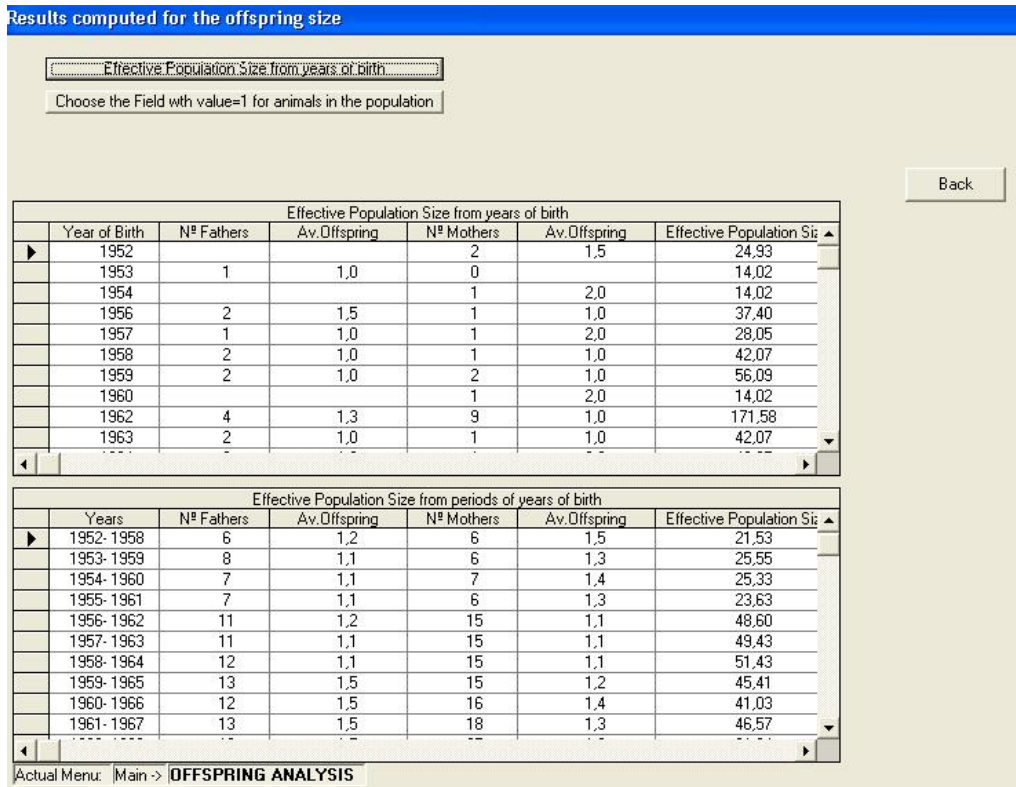 Results computed for the offspring size
Effective Population Size from years of birth
Choose the Field wth value=1 for animals in the population
Back
Effective Population Size from years of birth
Year of Birth Nº Fathers Av.Offspring Nº Mothers Av.Offspring Effective Population Siz
1952 2 1,5 24,93
1953 1 1,0 0 14,02
1954 1 2,0 14,02
1956 2 1,5 1 1,0 37,40
1957 1 1,0 1 2,0 28,05
1958 2 1,0 1 1,0 42,07
1959 2 1,0 2 1,0 56,09
1960 1 2,0 14,02
1962 4 1,3 9 1,0 171,58
1963 2 1,0 1 1,0 42,07
Effective Population Size from periods of years of birth
Years Nº Fathers Av.Offspring Nº Mothers Av.Offspring Effective Population Siz
1952-1958 6 1,2 6 1,5 21,53
1953-1959 8 1,1 6 1,3 25,55
1954-1960 7 1,1 7 1,4 25,33
1955-1961 7 1,1 6 1,3 23,63
1956-1962 11 1,2 15 1,1 48,60
1957-1963 11 1,1 15 1,1 49,43
1958-1964 12 1,1 15 1,1 51,43
1959-1965 13 1,5 15 1,2 45,41
1960-1966 12 1,5 16 1,4 41,03
1961-1967 13 1,5 18 1,3 46,57
Actual Menu: Main -> OFFSPRING ANALYSIS